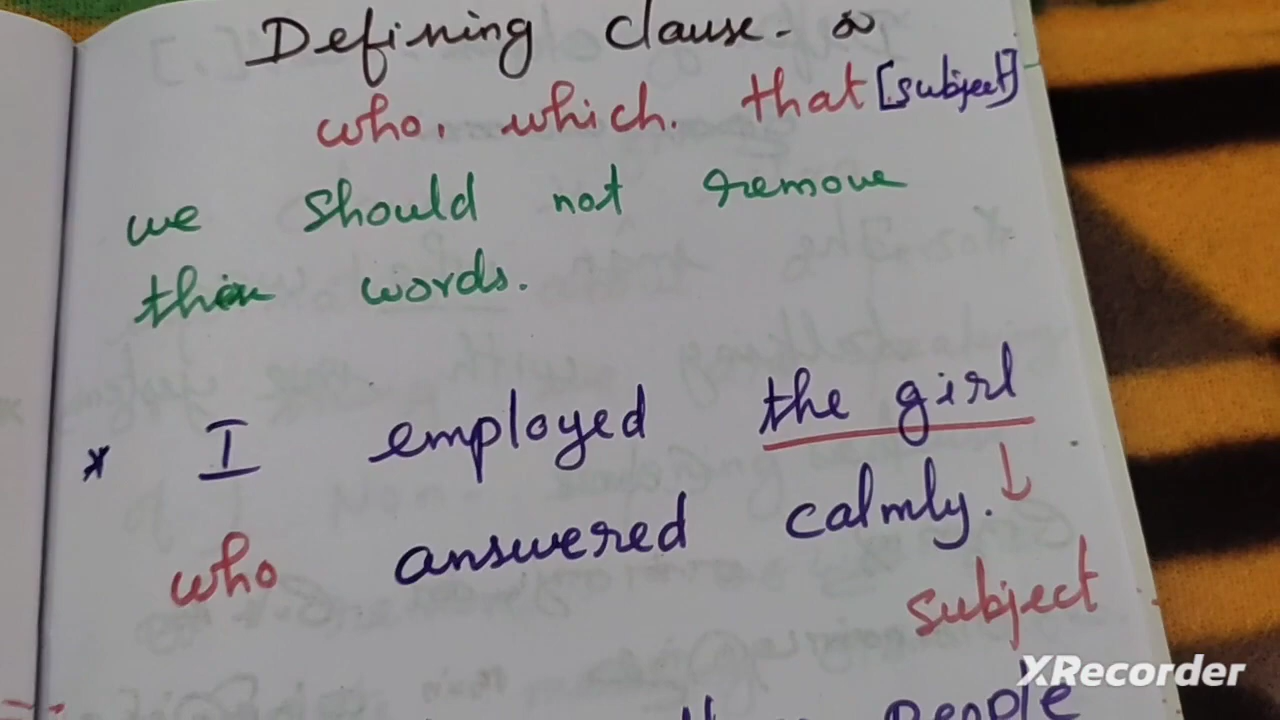 Defining clause -
who, which, that [subject]
we should not remove
words.
* I employed the girl
who answered calmly. ↓
subject
people
XRecorder